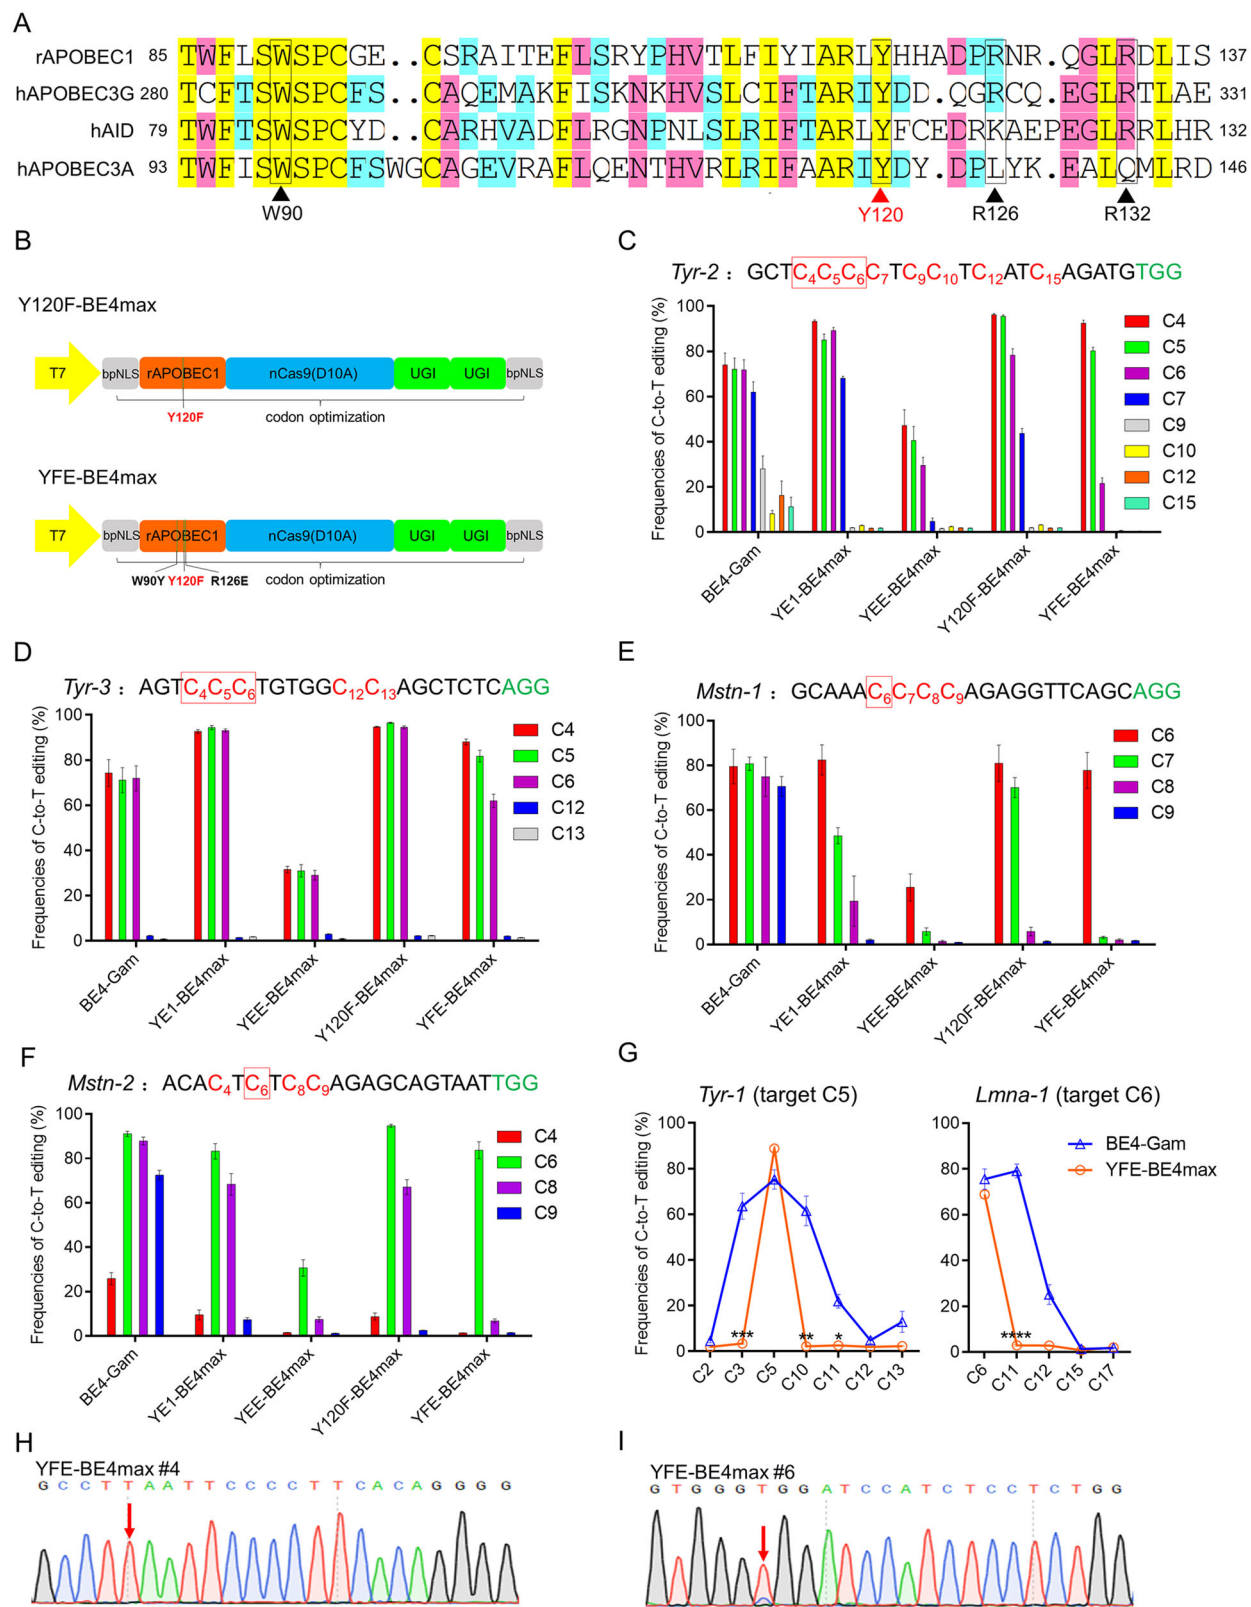 A
rAPOBEC1 85 TWFLSWSPCGE..CSRAITEFLSRYPHVTLFIYIARLYHHADPRNR.QGLRDLIS 137
hAPOBEC3G 280 TCFTSWSPCFS..CAQEMAKFISKNKHVSLCIFTARIYDD.QGRCQ.EGLRTLAE 331
hAID 79 TWFTSWSPCYD..CARHVADFLRGNPNLSLRIFTARLYFCEDRKAEPEGLRRLHR 132
hAPOBEC3A 93 TWFISWSPCFSWGCAGEVRAFLQENTHVRLRIFAARIYDY.DPLYK.EALQMLRD 146
W90 Y120 R126 R132
B
Y120F-BE4max
T7 bpNLS rAPOBEC1 nCas9(D10A) UGI UGI bpNLS
Y120F codon optimization
YFE-BE4max
T7 bpNLS rAPOBEC1 nCas9(D10A) UGI UGI bpNLS
W90Y Y120F R126E codon optimization
C
Tyr-2 : GCTC4C5C6C7TC9C10TC12ATC15AGATGTGG
Frequencies of C-to-T editing (%)
100
80
60
40
20
0
C4
C5
C6
C7
C9
C10
C12
C15
BE4-Gam
YE1-BE4max
YEE-BE4max
Y120F-BE4max
YFE-BE4max
D
Tyr-3 : AGTC4C5C6TGTGGC12C13AGCTCTCAGG
Frequencies of C-to-T editing (%)
100
80
60
40
20
0
C4
C5
C6
C12
C13
BE4-Gam
YE1-BE4max
YEE-BE4max
Y120F-BE4max
YFE-BE4max
E
Mstn-1 : GCAAAC6C7C8C9AGAGGTTCAGCAGG
Frequencies of C-to-T editing (%)
100
80
60
40
20
0
C6
C7
C8
C9
BE4-Gam
YE1-BE4max
YEE-BE4max
Y120F-BE4max
YFE-BE4max
F
Mstn-2 : ACAC4TC6TC8C9AGAGCAGTAATTGG
Frequencies of C-to-T editing (%)
100
80
60
40
20
0
C4
C6
C8
C9
BE4-Gam
YE1-BE4max
YEE-BE4max
Y120F-BE4max
YFE-BE4max
G
Tyr-1 (target C5)
Frequencies of C-to-T editing (%)
100
80
60
40
20
0
*** ** *
C2 C3 C5 C10 C11 C12 C13
Lmna-1 (target C6)
100
80
60
40
20
0
BE4-Gam
YFE-BE4max
****
C6 C11 C12 C15 C17
H
YFE-BE4max #4
G C C T T A A T T C C C C T T C A C A G G G G
I
YFE-BE4max #6
G T G G G T G G A T C C A T C T C C T C T G G